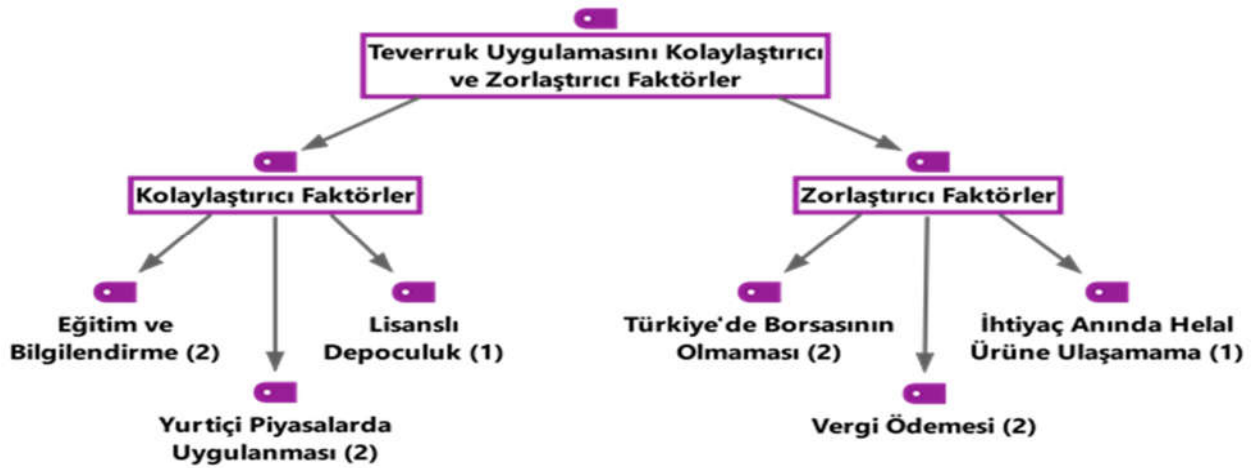 Teverruk Uygulamasını Kolaylaştırıcı
ve Zorlaştırıcı Faktörler
Kolaylaştırıcı Faktörler
Zorlaştırıcı Faktörler
Eğitim ve
Bilgilendirme (2)
Lisanslı
Depoculuk (1)
Türkiye'de Borsasının
Olmaması (2)
İhtiyaç Anında Helal
Ürüne Ulaşamama (1)
Yurtiçi Piyasalarda
Uygulanması (2)
Vergi Ödemesi (2)